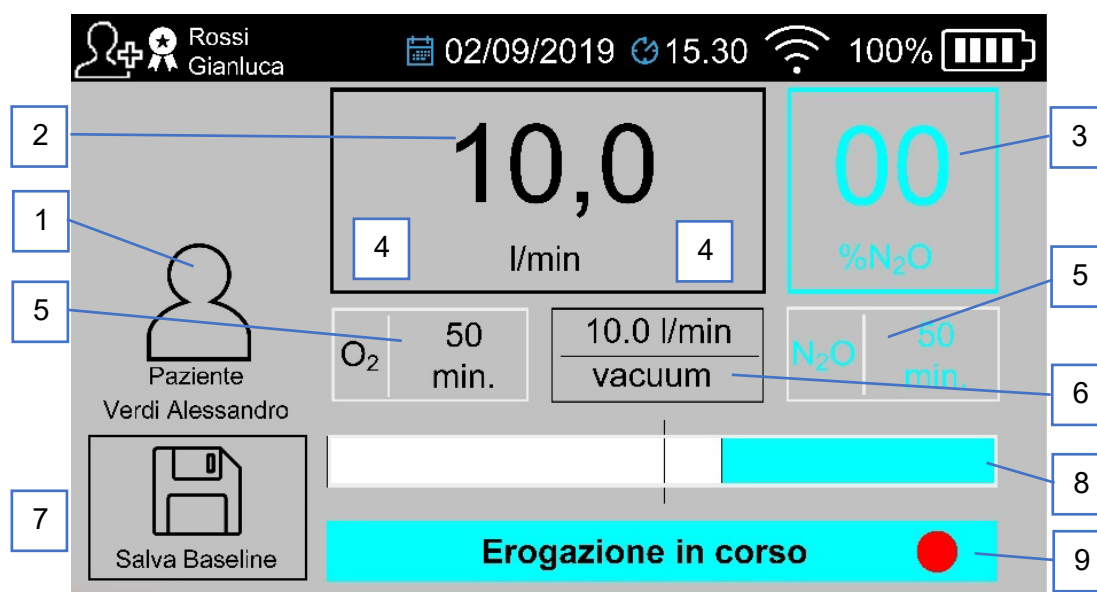 Rossi
Gianluca
02/09/2019 15.30 100%
2
10,0
00
3
1
4
l/min
4
%N₂O
5
5
O₂
50
min.
10.0 l/min
vacuum
N₂O
50
min.
6
Paziente
Verdi Alessandro
8
7
Salva Baseline
Erogazione in corso
9